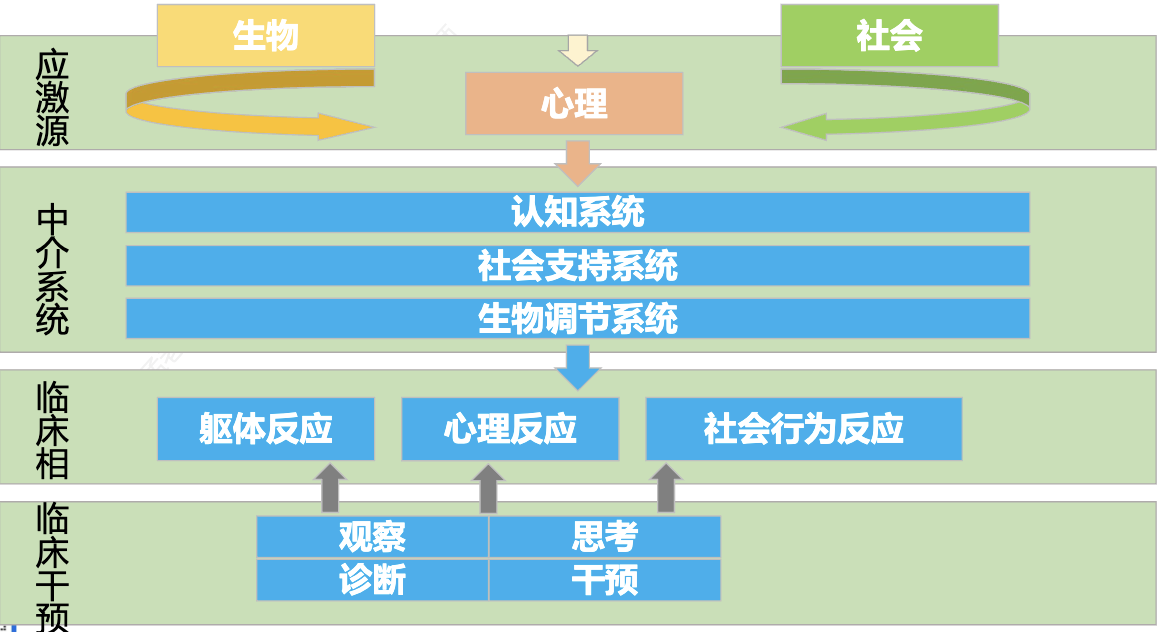 生物
社会
应激源
心理
中介系统
认知系统
社会支持系统
生物调节系统
临床相
躯体反应
心理反应
社会行为反应
临床干预
观察
思考
诊断
干预